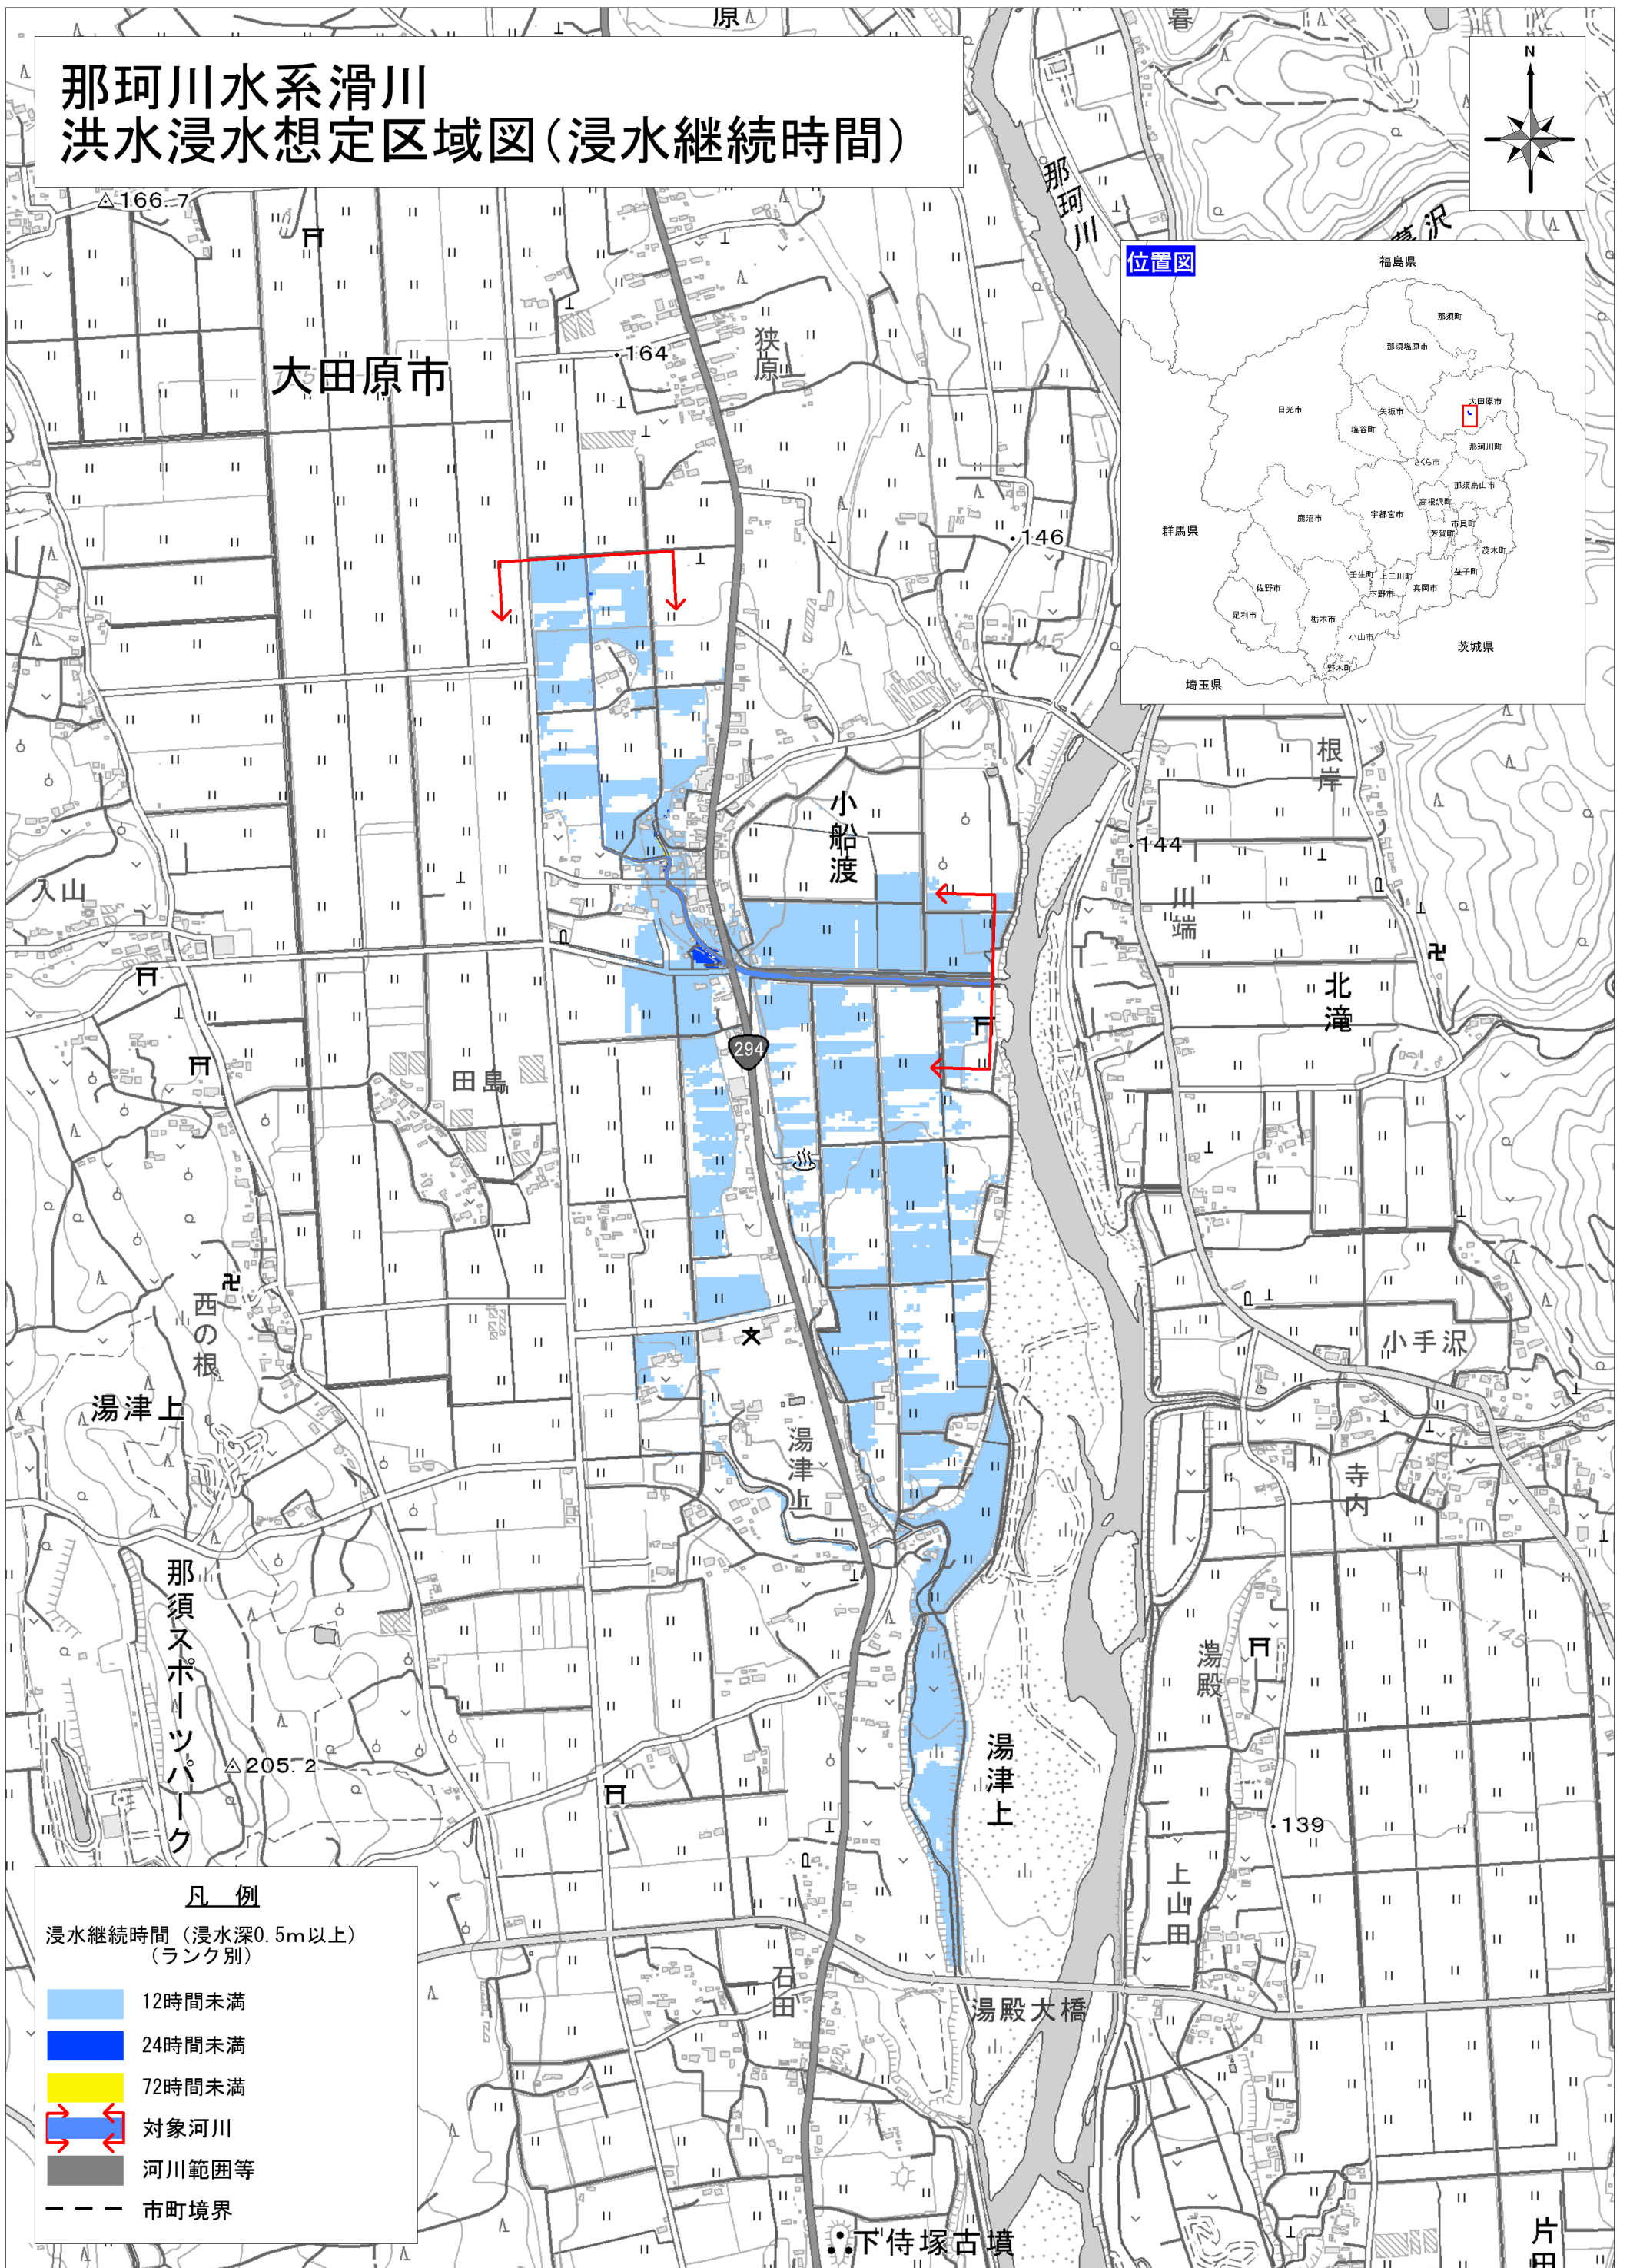 那珂川水系滑川
洪水浸水想定区域図(浸水継続時間)
N
原
那珂川
166.7
大田原市
164
狭原
146
145
位置図
福島県
那須町
那須塩原市
日光市
大田原市
矢板市
塩谷町
那珂川町
さくら市
那須烏山市
高根沢町
宇都宮市
鹿沼市
市貝町
芳賀町
群馬県
茂木町
益子町
壬生町
上三川町
真岡市
下野市
佐野市
足利市
栃木市
小山市
野木町
茨城県
埼玉県
小船渡
根岸
144
川端
入山
北滝
294
田島
西の根
湯津上
小手沢
湯津上
寺内
那須スポーツパーク
湯殿
145
205.2
湯津上
139
上山田
石田
湯殿大橋
下侍塚古墳
片田
凡 例
浸水継続時間(浸水深0.5m以上)
(ランク別)
12時間未満
24時間未満
72時間未満
対象河川
河川範囲等
市町境界